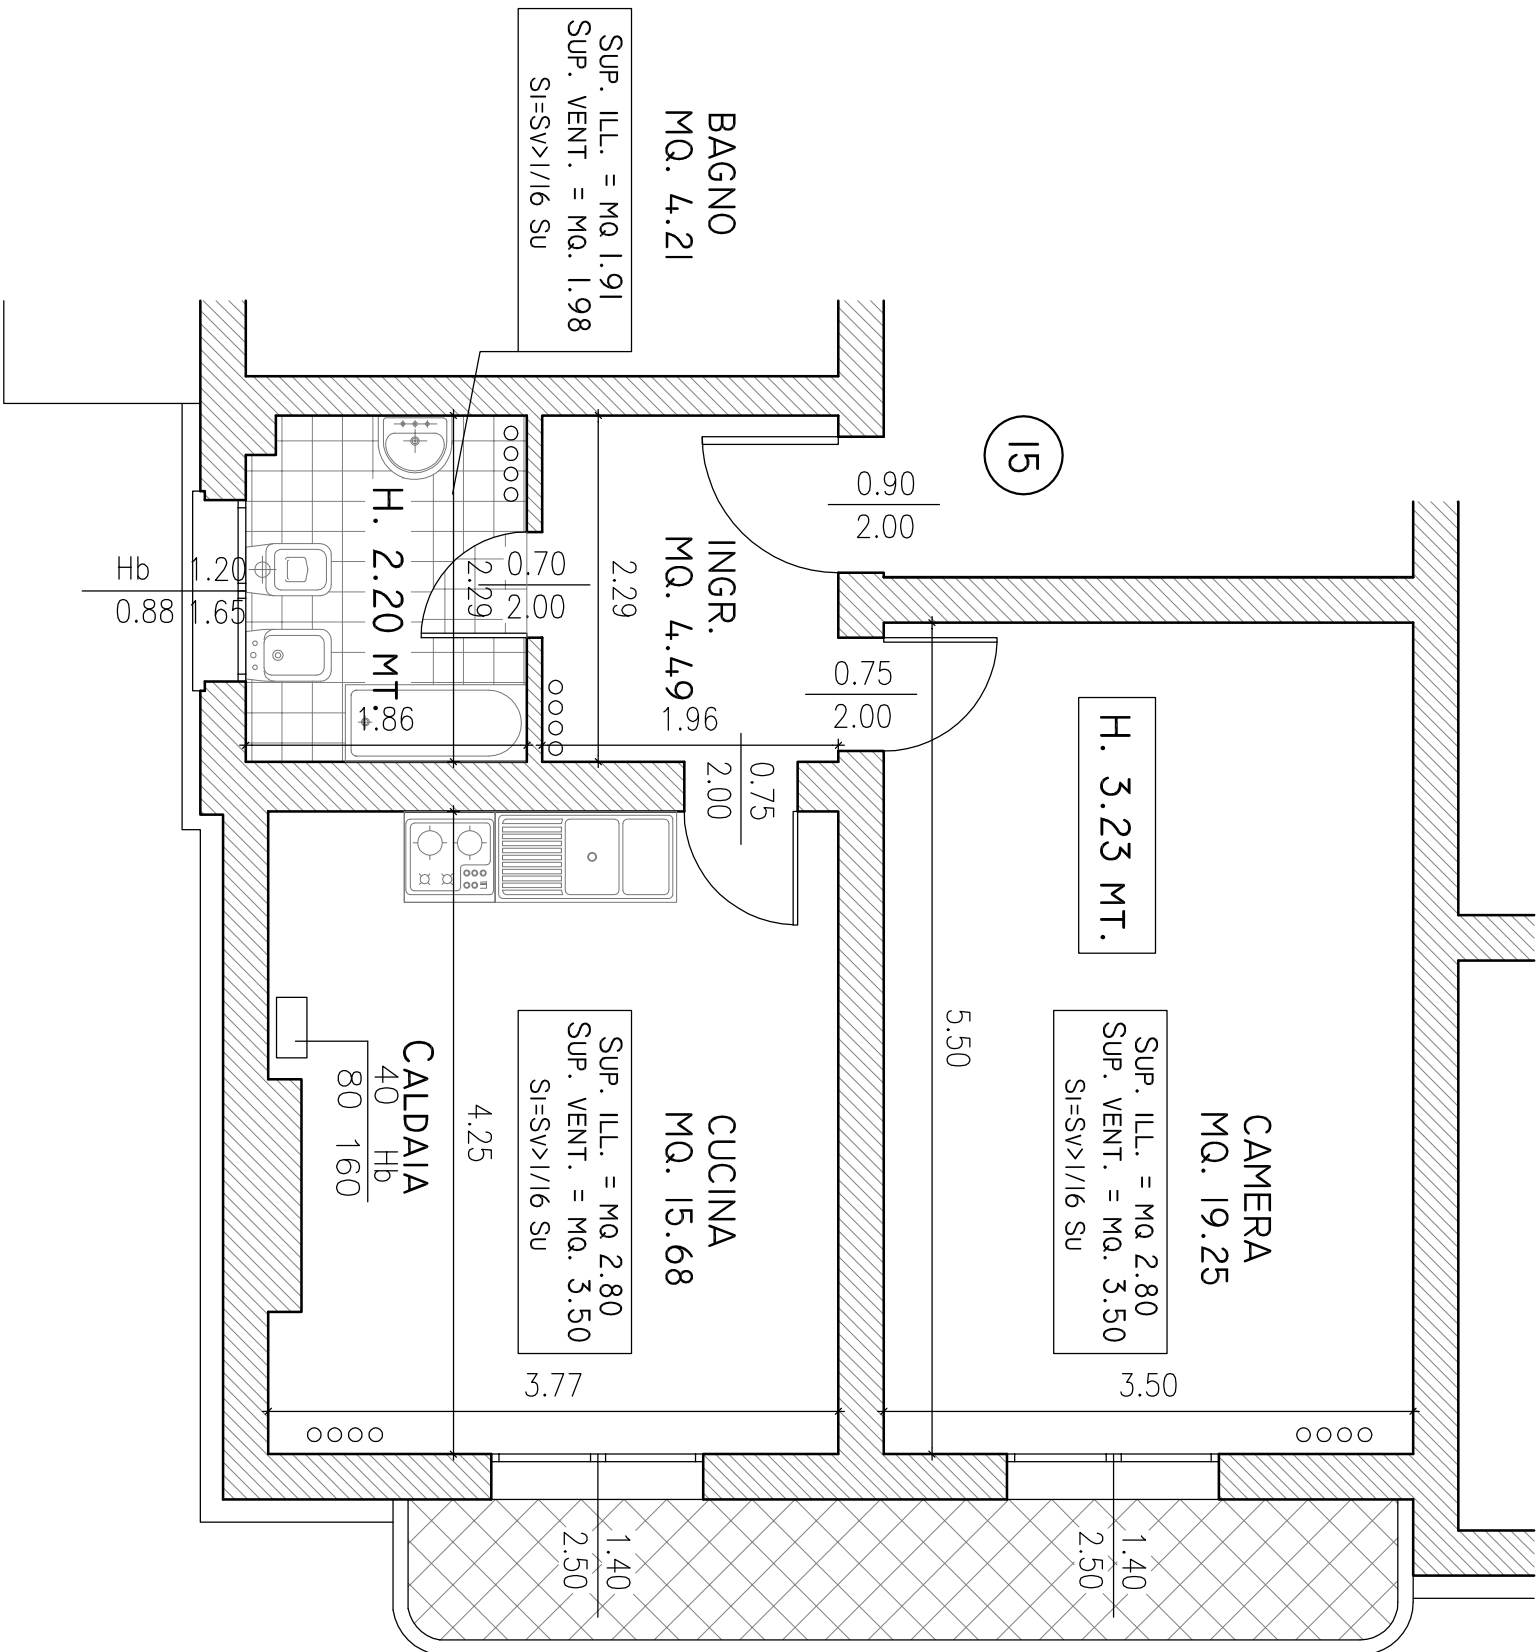 BAGNO
MQ. 4.21
SUP. ILL. = MQ 1.91
SUP. VENT. = MQ. 1.98
SI=SV>1/16 SU
15
0.90
2.00
INGR.
MQ. 4.49
2.29
0.70
2.00
2.29
H. 2.20 MT.
Hb 1.20
0.88 1.65
1.86
1.96
0.75
2.00
0.75
2.00
H. 3.23 MT.
CAMERA
MQ. 19.25
SUP. ILL. = MQ 2.80
SUP. VENT. = MQ. 3.50
SI=SV>1/16 SU
5.50
CUCINA
MQ. 15.68
SUP. ILL. = MQ 2.80
SUP. VENT. = MQ. 3.50
SI=SV>1/16 SU
4.25
CALDAIA
40 Hb
80 160
3.77
3.50
1.40
2.50
1.40
2.50